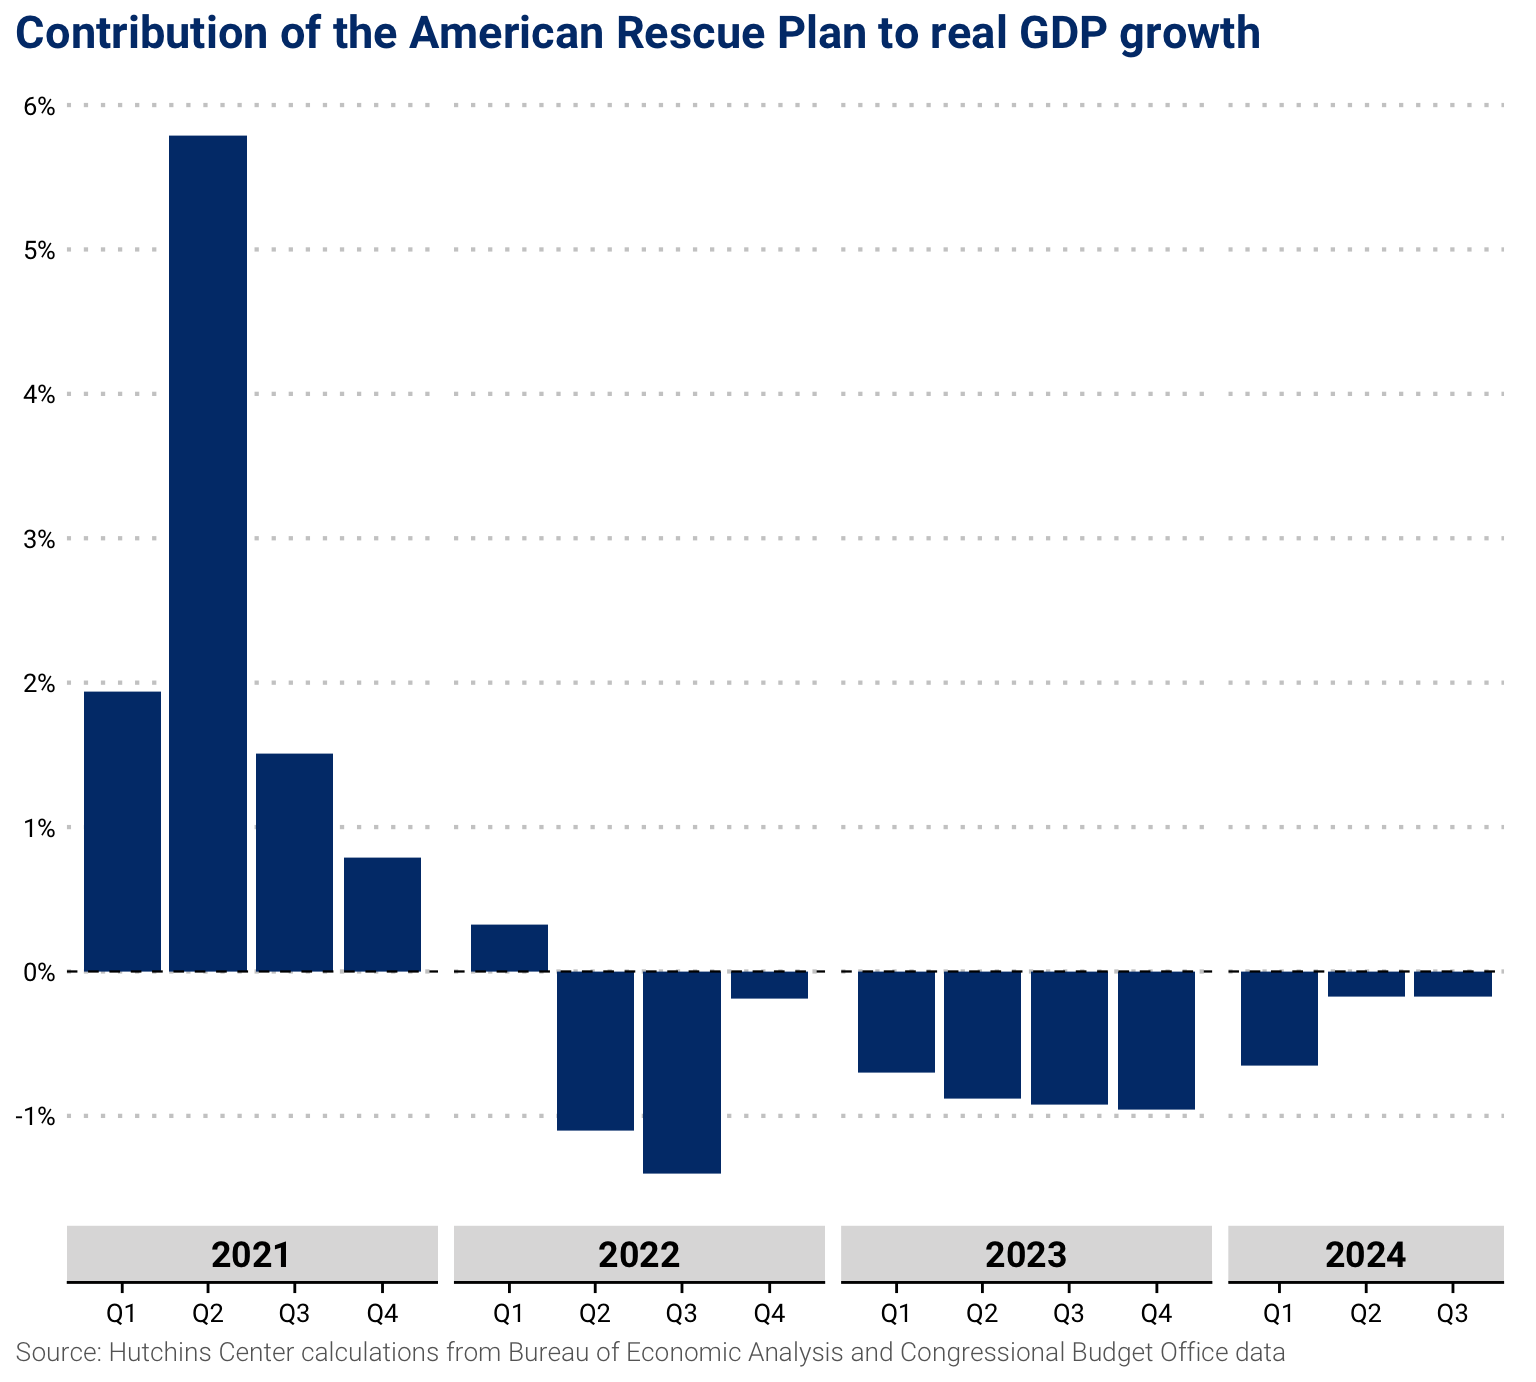 Contribution of the American Rescue Plan to real GDP growth
6%
5%
4%
3%
2%
1%
0%
-1%
2021 2022 2023 2024
Q1 Q2 Q3 Q4 Q1 Q2 Q3 Q4 Q1 Q2 Q3 Q4 Q1 Q2 Q3
Source: Hutchins Center calculations from Bureau of Economic Analysis and Congressional Budget Office data